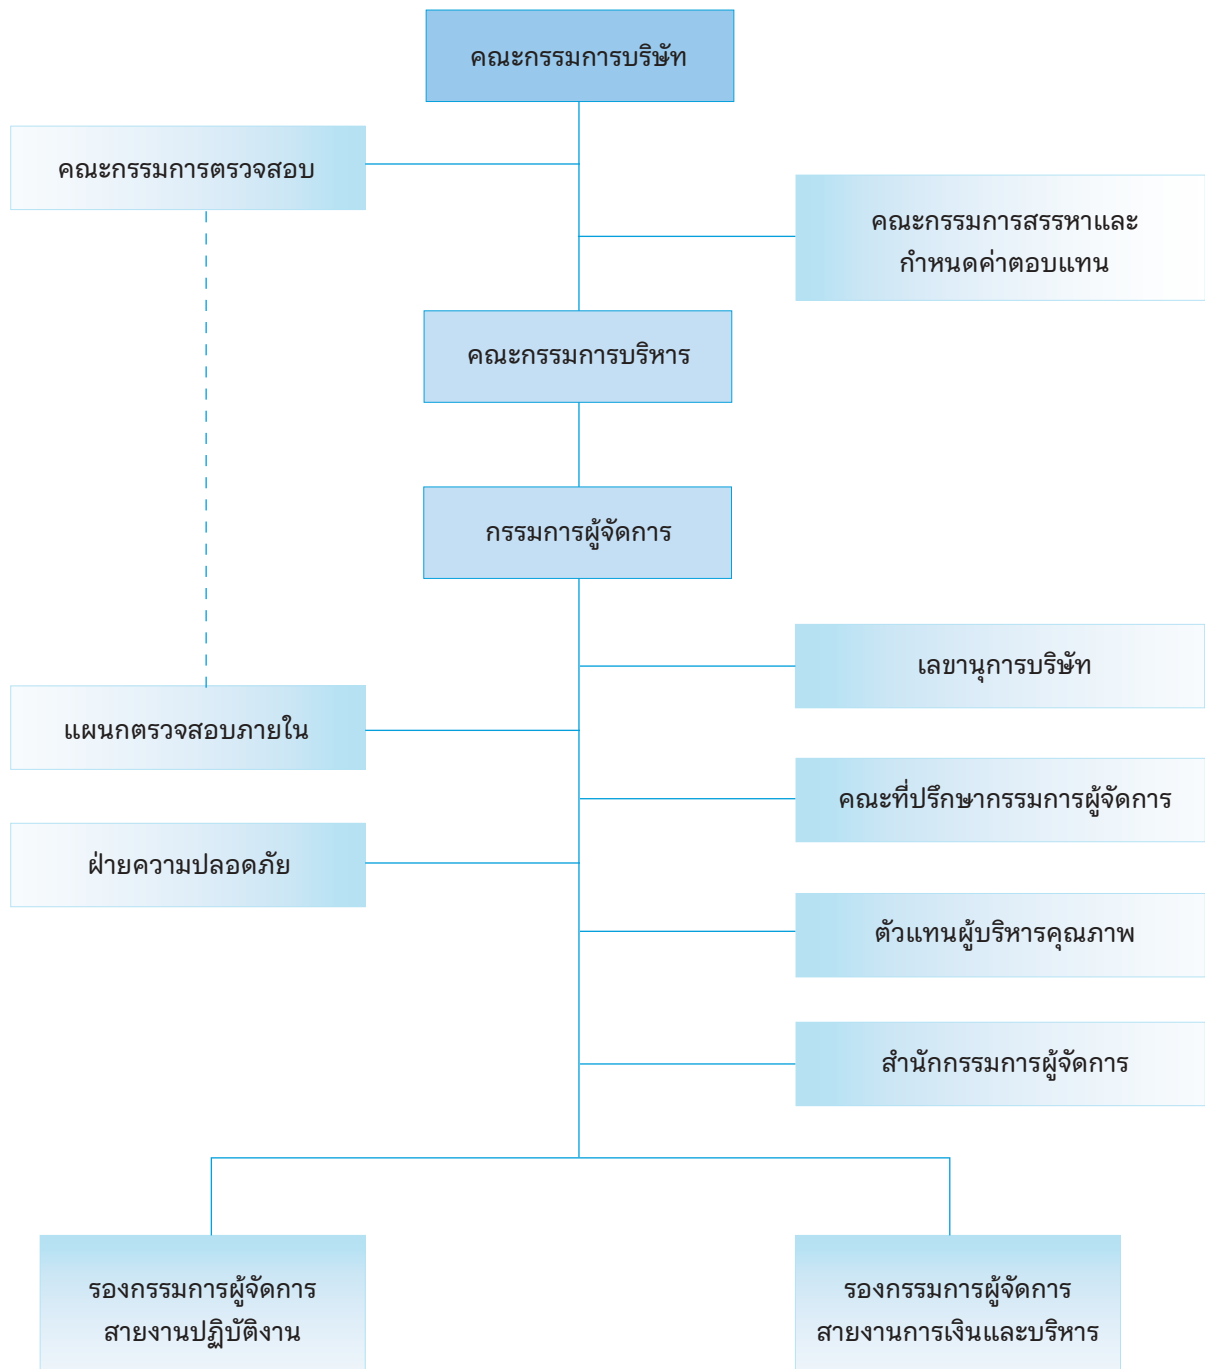 คณะกรรมการบริษัท
คณะกรรมการตรวจสอบ
คณะกรรมการสรรหาและ
กำหนดค่าตอบแทน
คณะกรรมการบริหาร
กรรมการผู้จัดการ
เลขานุการบริษัท
แผนกตรวจสอบภายใน
คณะที่ปรึกษากรรมการผู้จัดการ
ฝ่ายความปลอดภัย
ตัวแทนผู้บริหารคุณภาพ
สำนักกรรมการผู้จัดการ
รองกรรมการผู้จัดการ
สายงานปฏิบัติงาน
รองกรรมการผู้จัดการ
สายงานการเงินและบริหาร